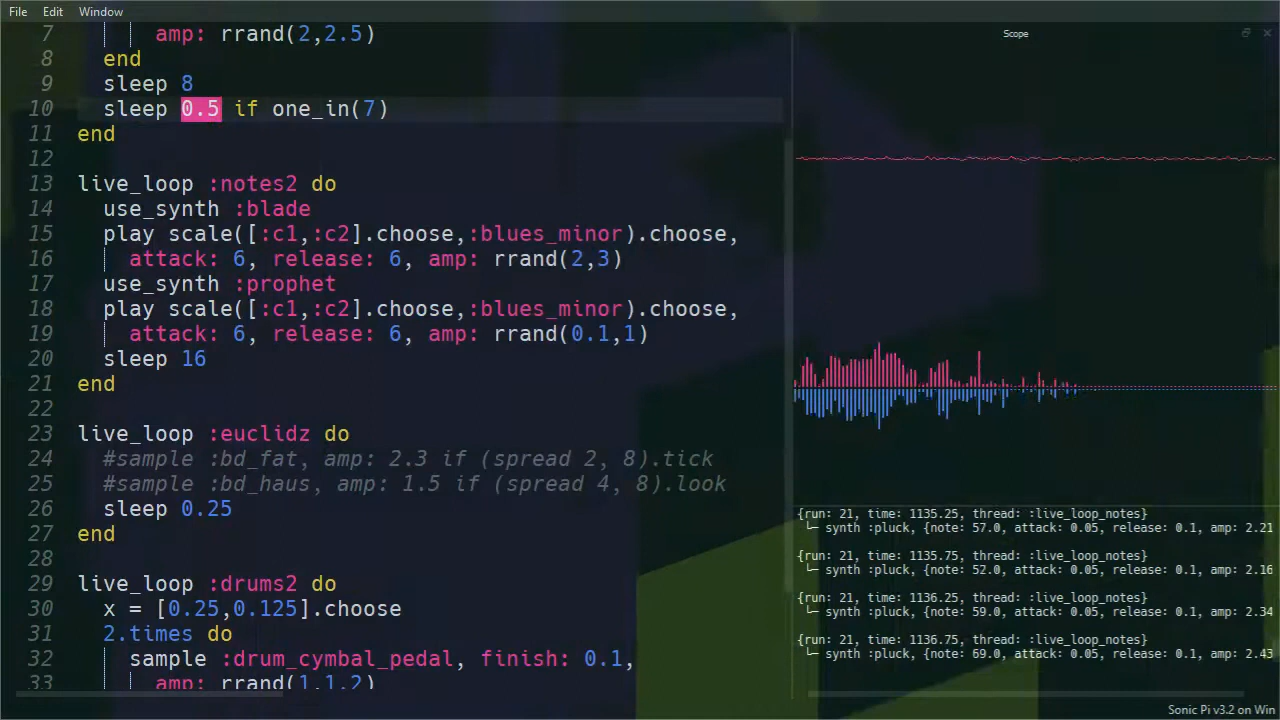 File Edit Window
7 amp: rrand(2,2.5)
8 end
9 sleep 8
10 sleep 0.5 if one_in(7)
11 end
12
13 live_loop :notes2 do
14 use_synth :blade
15 play scale([:c1,:c2].choose,:blues_minor).choose,
16 attack: 6, release: 6, amp: rrand(2,3)
17 use_synth :prophet
18 play scale([:c1,:c2].choose,:blues_minor).choose,
19 attack: 6, release: 6, amp: rrand(0.1,1)
20 sleep 16
21 end
22
23 live_loop :euclidz do
24 #sample :bd_fat, amp: 2.3 if (spread 2, 8).tick
25 #sample :bd_haus, amp: 1.5 if (spread 4, 8).look
26 sleep 0.25
27 end
28
29 live_loop :drums2 do
30 x = [0.25,0.125].choose
31 2.times do
32 sample :drum_cymbal_pedal, finish: 0.1,
33 amp: rrand(1,1.2)
Scope
{run: 21, time: 1135.25, thread: :live_loop_notes}
└─ synth :pluck, {note: 57.0, attack: 0.05, release: 0.1, amp: 2.21
{run: 21, time: 1135.75, thread: :live_loop_notes}
└─ synth :pluck, {note: 52.0, attack: 0.05, release: 0.1, amp: 2.16
{run: 21, time: 1136.25, thread: :live_loop_notes}
└─ synth :pluck, {note: 59.0, attack: 0.05, release: 0.1, amp: 2.34
{run: 21, time: 1136.75, thread: :live_loop_notes}
└─ synth :pluck, {note: 69.0, attack: 0.05, release: 0.1, amp: 2.43
Sonic Pi v3.2 on Win